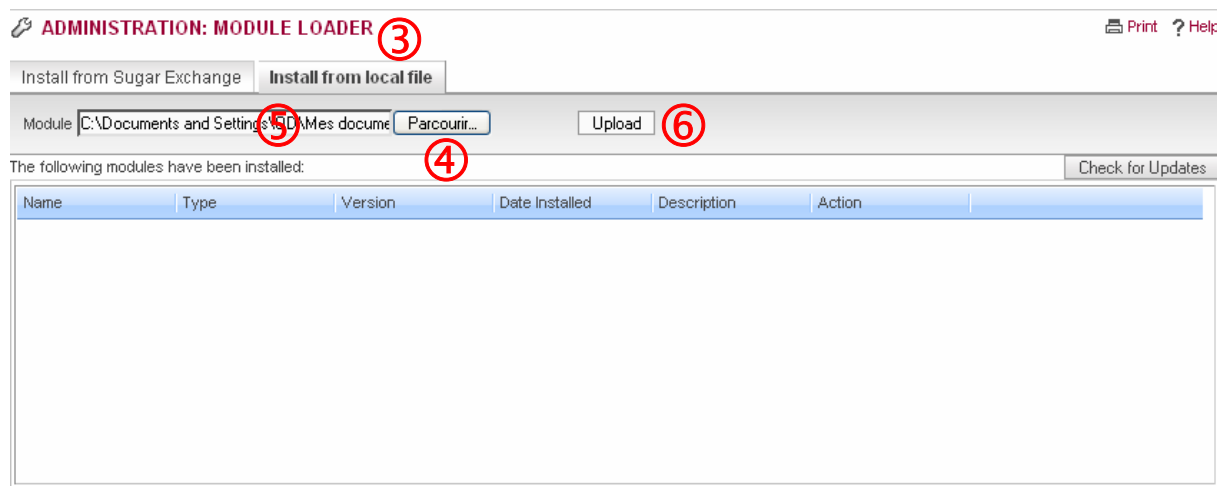 ADMINISTRATION: MODULE LOADER ③ Print ? Help
Install from Sugar Exchange Install from local file
Module C:\Documents and Settings\ \Mes docume Parcourir... Upload ⑥
⑤
④
The following modules have been installed: Check for Updates
Name Type Version Date Installed Description Action